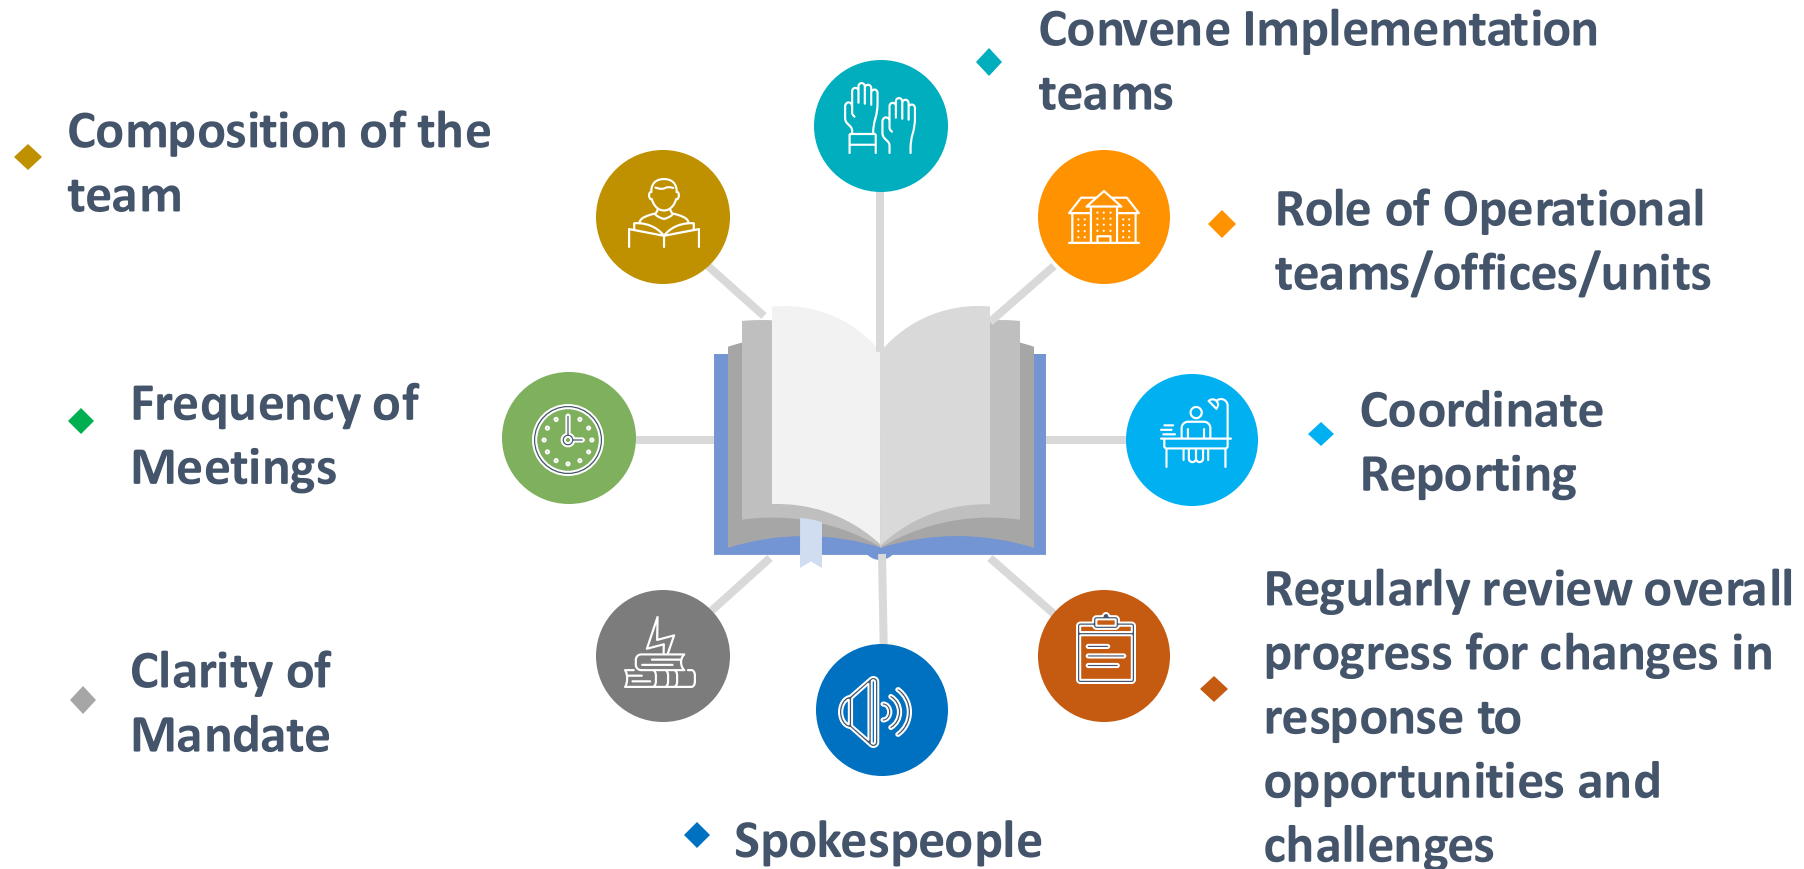 Convene Implementation
teams
Composition of the
team
Role of Operational
teams/offices/units
Frequency of
Meetings
Coordinate
Reporting
Clarity of
Mandate
Regularly review overall
progress for changes in
response to
opportunities and
challenges
Spokespeople